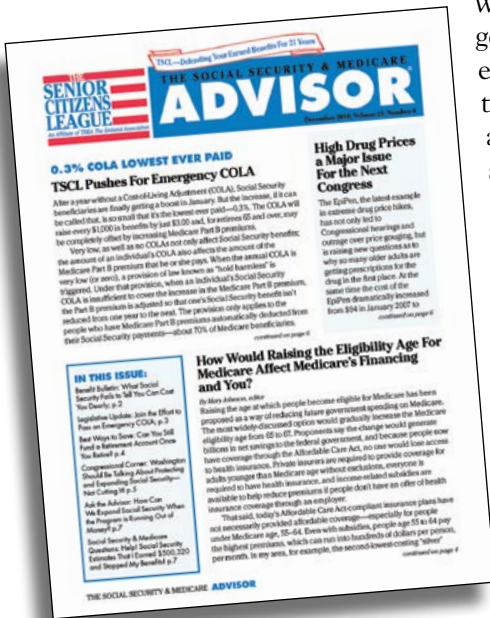 TSCL—Defending Your Earned Benefits For 21 Years
THE
SENIOR
CITIZENS
LEAGUE
An Affiliate of TREA The Enlisted Association
THE SOCIAL SECURITY & MEDICARE
ADVISOR®
December 2016, Volume 21, Number
0.3% COLA LOWEST EVER PAID
TSCL Pushes For Emergency COLA
After a year without a Cost-of-Living Adjustment (COLA), Social Security
beneficiaries are finally getting a boost in January. But the increase, if it can
be called that, is so small that it's the lowest ever paid—0.3%. The COLA will
raise every $1,000 in benefits by just $3.00 and, for retirees 65 and over, may
be completely offset by increasing Medicare Part B premiums.
Very low, as well as no COLAs not only affect Social Security benefits;
the amount of an individual's COLA also affects the amount of the
Medicare Part B premium that he or she pays. When the annual COLA is
very low (or zero), a provision of law known as "hold harmless" is
triggered. Under that provision, when an individual's Social Security
COLA is insufficient to cover the increase in the Medicare Part B premium,
the Part B premium is adjusted so that one's Social Security benefit isn't
reduced from one year to the next. The provision only applies to the
people who have Medicare Part B premiums automatically deducted from
their Social Security payments—about 70% of Medicare beneficiaries.
continued on page 6
High Drug Prices
a Major Issue
For the Next
Congress
The EpiPen, the latest example
in extreme drug price hikes,
has not only led to
Congressional hearings and
outrage over price gouging, but
is raising new questions as to
why so many older adults are
getting prescriptions for the
drug in the first place. At the
same time the cost of the
EpiPen dramatically increased
from $94 in January 2007 to
continued on page 6
IN THIS ISSUE:
Benefit Bulletin: What Social
Security Fails to Tell You Can Cost
You Dearly, p.2
Legislative Update: Join the Effort to
Pass an Emergency COLA, p.3
Best Ways to Save: Can You Still
Fund a Retirement Account Once
You Retire? p.4
Congressional Corner: Washington
Should Be Talking About Protecting
and Expanding Social Security—
Not Cutting It! p.5
Ask the Advisor: How Can
We Expand Social Security When
the Program is Running Out of
Money? p.7
Social Security & Medicare
Questions: Help! Social Security
Estimates That I Earned $500,320
and Stopped My Benefits! p.7
How Would Raising the Eligibility Age For
Medicare Affect Medicare's Financing
and You?
By Mary Johnson, editor
Raising the age at which people become eligible for Medicare has been
proposed as a way of reducing future government spending on Medicare.
The most widely-discussed option would gradually increase the Medicare
eligibility age from 65 to 67. Proponents say the change would generate
billions in net savings to the federal government, and because people now
have coverage through the Affordable Care Act, no one would lose access
to health insurance. Private insurers are required to provide coverage for
adults younger than Medicare age without exclusions, everyone is
required to have health insurance, and income-related subsidies are
available to help reduce premiums if people don't have an offer of health
insurance coverage through an employer.
That said, today's Affordable Care Act-compliant insurance plans have
not necessarily provided affordable coverage—especially for people
under Medicare age, 55–64. Even with subsidies, people age 55 to 64 pay
the highest premiums, which can run into hundreds of dollars per person,
per month. In my area, for example, the second-lowest-costing "silver"
continued on page 4
THE SOCIAL SECURITY & MEDICARE ADVISOR